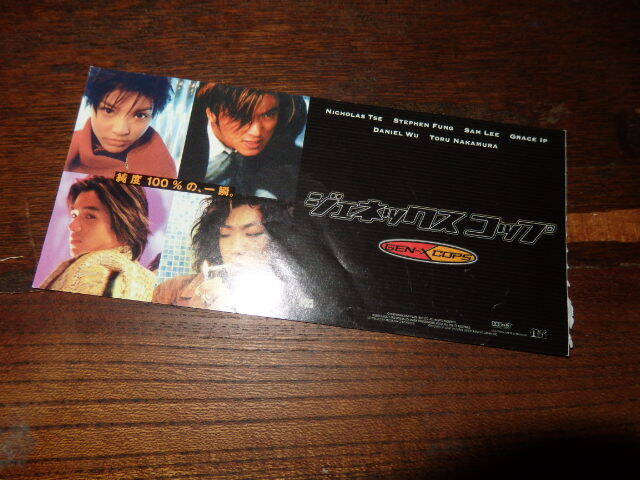 NICHOLAS TSE STEPHEN FUNG SAM LEE GRACE IP
DANIEL WU TORU NAKAMURA
純度100%の、一瞬。
ジェネックス コップ
GEN-X COPS